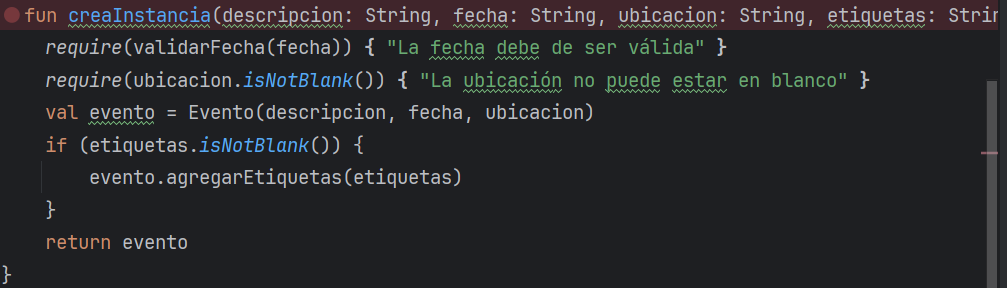 fun creaInstancia(descripcion: String, fecha: String, ubicacion: String, etiquetas: Strin
require(validarFecha(fecha)) { "La fecha debe de ser válida" }
require(ubicacion.isNotBlank()) { "La ubicación no puede estar en blanco" }
val evento = Evento(descripcion, fecha, ubicacion)
if (etiquetas.isNotBlank()) {
evento.agregarEtiquetas(etiquetas)
}
return evento
}